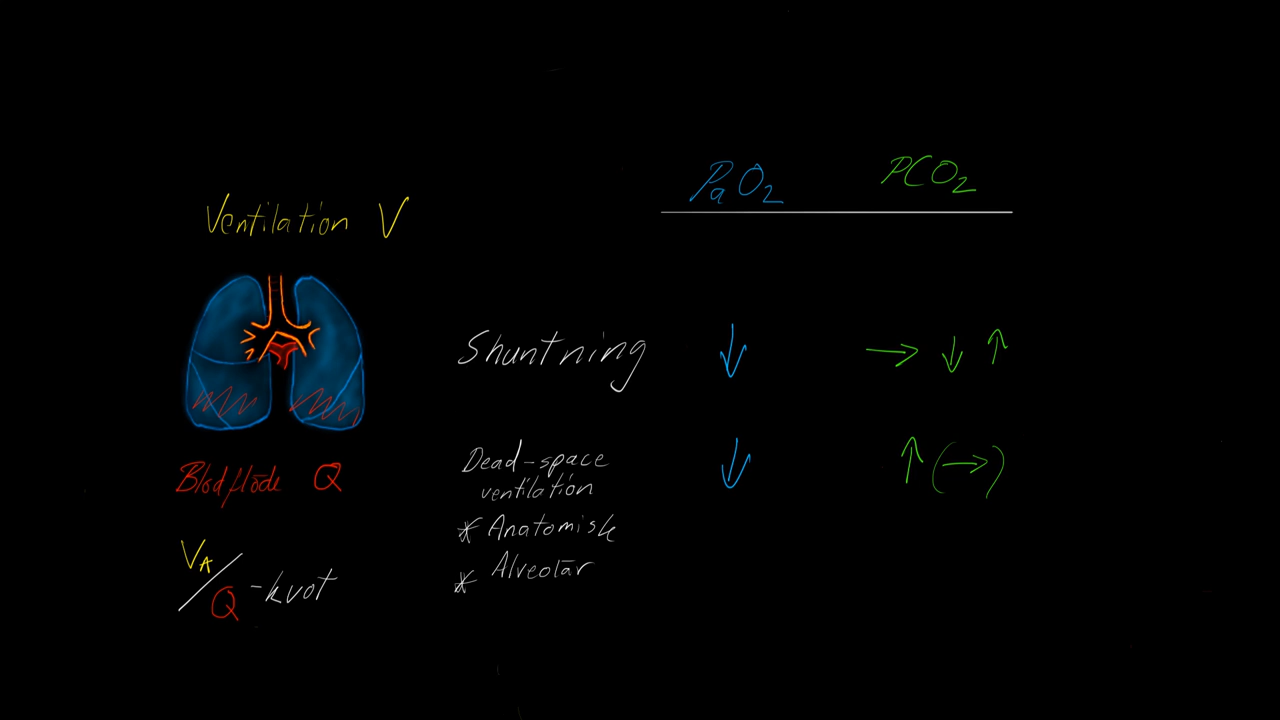 PaO2 PCO2
Ventilation V
Shuntning ↓ → ↓ ↑
Dead-space ↓ ↑ (→)
ventilation
* Anatomisk
* Alveolär
Blodflöde Q
VA/Q-kvot